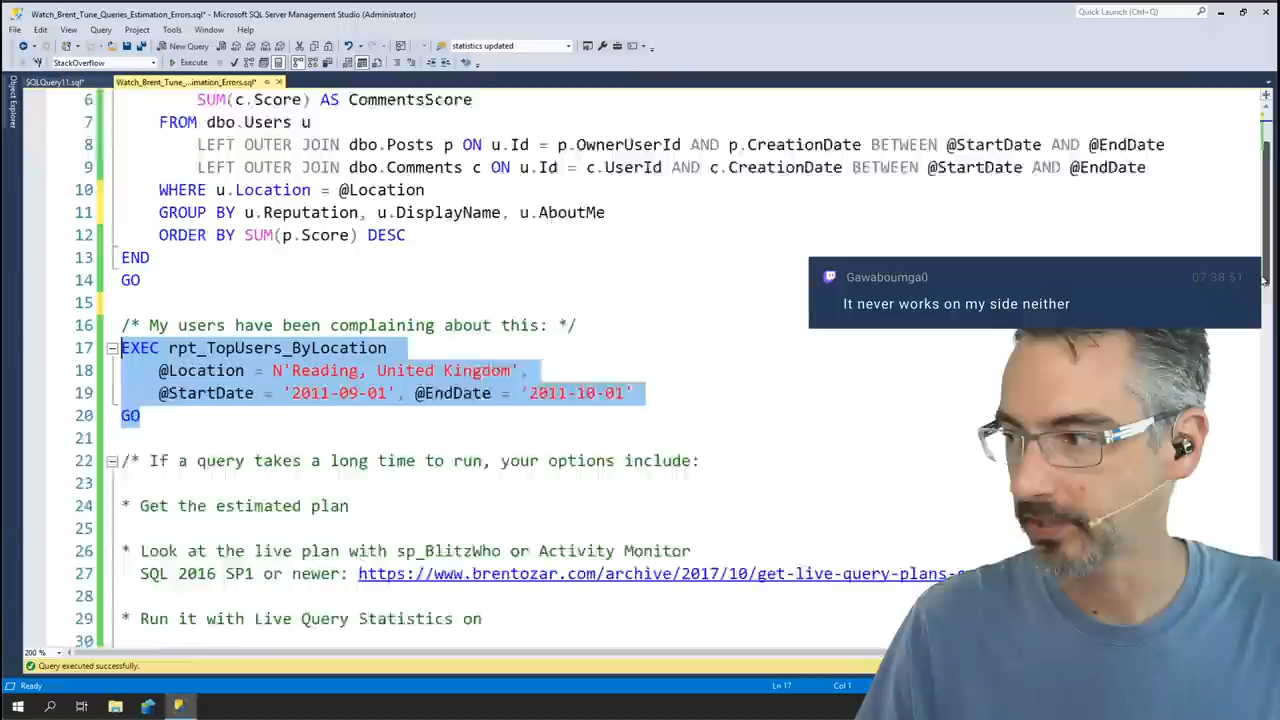 Watch_Brent_Tune_Queries_Estimation_Errors.sql* - Microsoft SQL Server Management Studio (Administrator)
Quick Launch (Ctrl+Q)
File Edit View Query Project Tools Window Help
New Query
statistics updated
StackOverflow
Execute
SQLQuery11.sql*
Watch_Brent_Tune_...imation_Errors.sql*
Object Explorer
6 SUM(c.Score) AS CommentsScore
7 FROM dbo.Users u
8 LEFT OUTER JOIN dbo.Posts p ON u.Id = p.OwnerUserId AND p.CreationDate BETWEEN @StartDate AND @EndDate
9 LEFT OUTER JOIN dbo.Comments c ON u.Id = c.UserId AND c.CreationDate BETWEEN @StartDate AND @EndDate
10 WHERE u.Location = @Location
11 GROUP BY u.Reputation, u.DisplayName, u.AboutMe
12 ORDER BY SUM(p.Score) DESC
13 END
14 GO
15
16 /* My users have been complaining about this: */
17 EXEC rpt_TopUsers_ByLocation
18 @Location = N'Reading, United Kingdom',
19 @StartDate = '2011-09-01', @EndDate = '2011-10-01'
20 GO
21
22 /* If a query takes a long time to run, your options include:
23
24 * Get the estimated plan
25
26 * Look at the live plan with sp_BlitzWho or Activity Monitor
27 SQL 2016 SP1 or newer: https://www.brentozar.com/archive/2017/10/get-live-query-plans-
28
29 * Run it with Live Query Statistics on
30
Gawaboumga0 07:38:51
It never works on my side neither
200 %
Query executed successfully.
Ready
Ln 17
Col 1